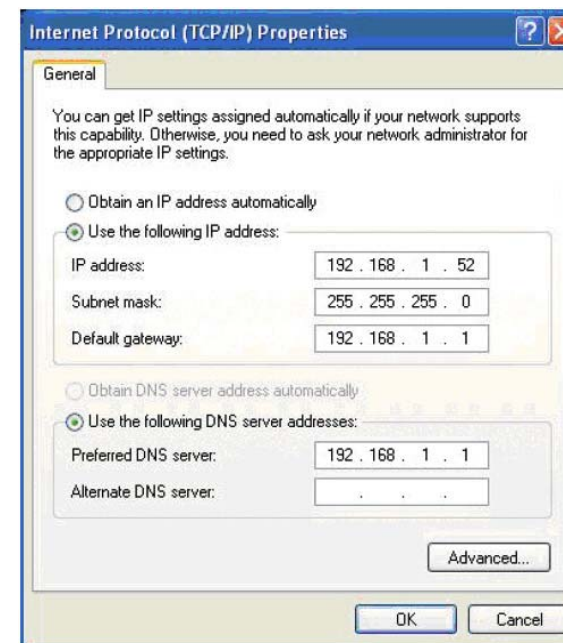 Internet Protocol (TCP/IP) Properties
General
You can get IP settings assigned automatically if your network supports
this capability. Otherwise, you need to ask your network administrator for
the appropriate IP settings.
Obtain an IP address automatically
Use the following IP address:
IP address: 192 . 168 . 1 . 52
Subnet mask: 255 . 255 . 255 . 0
Default gateway: 192 . 168 . 1 . 1
Obtain DNS server address automatically
Use the following DNS server addresses:
Preferred DNS server: 192 . 168 . 1 . 1
Alternate DNS server: . . .
Advanced...
OK Cancel